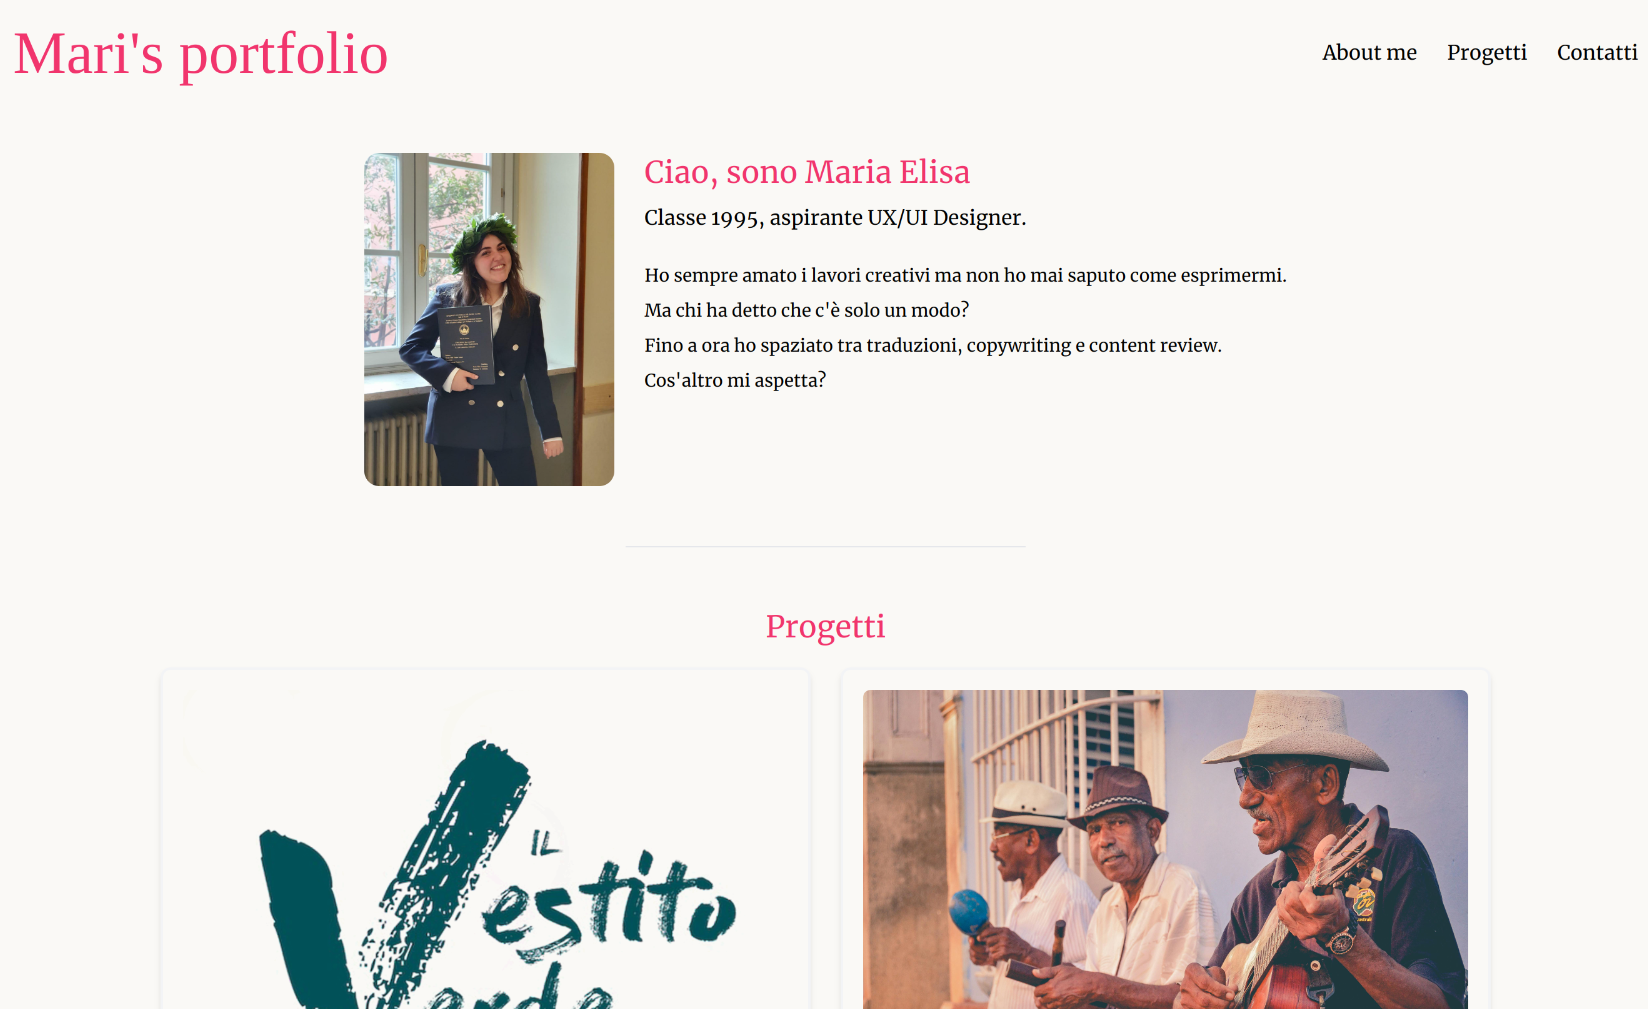 Mari's portfolio
About me
Progetti
Contatti
Ciao, sono Maria Elisa
Classe 1995, aspirante UX/UI Designer.
Ho sempre amato i lavori creativi ma non ho mai saputo come esprimermi.
Ma chi ha detto che c'è solo un modo?
Fino a ora ho spaziato tra traduzioni, copywriting e content review.
Cos'altro mi aspetta?
Progetti
IL
Vestito